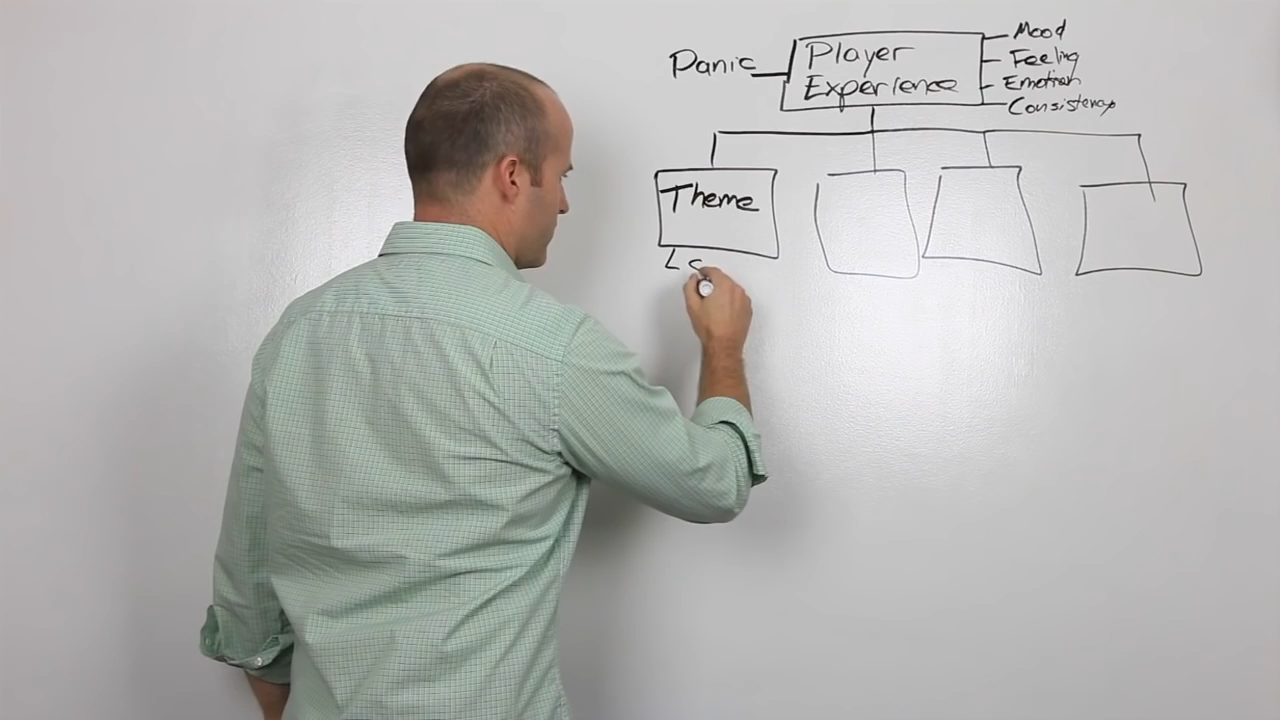 Panic
Player
Experience
Mood
Feeling
Emotion
Consistency
Theme